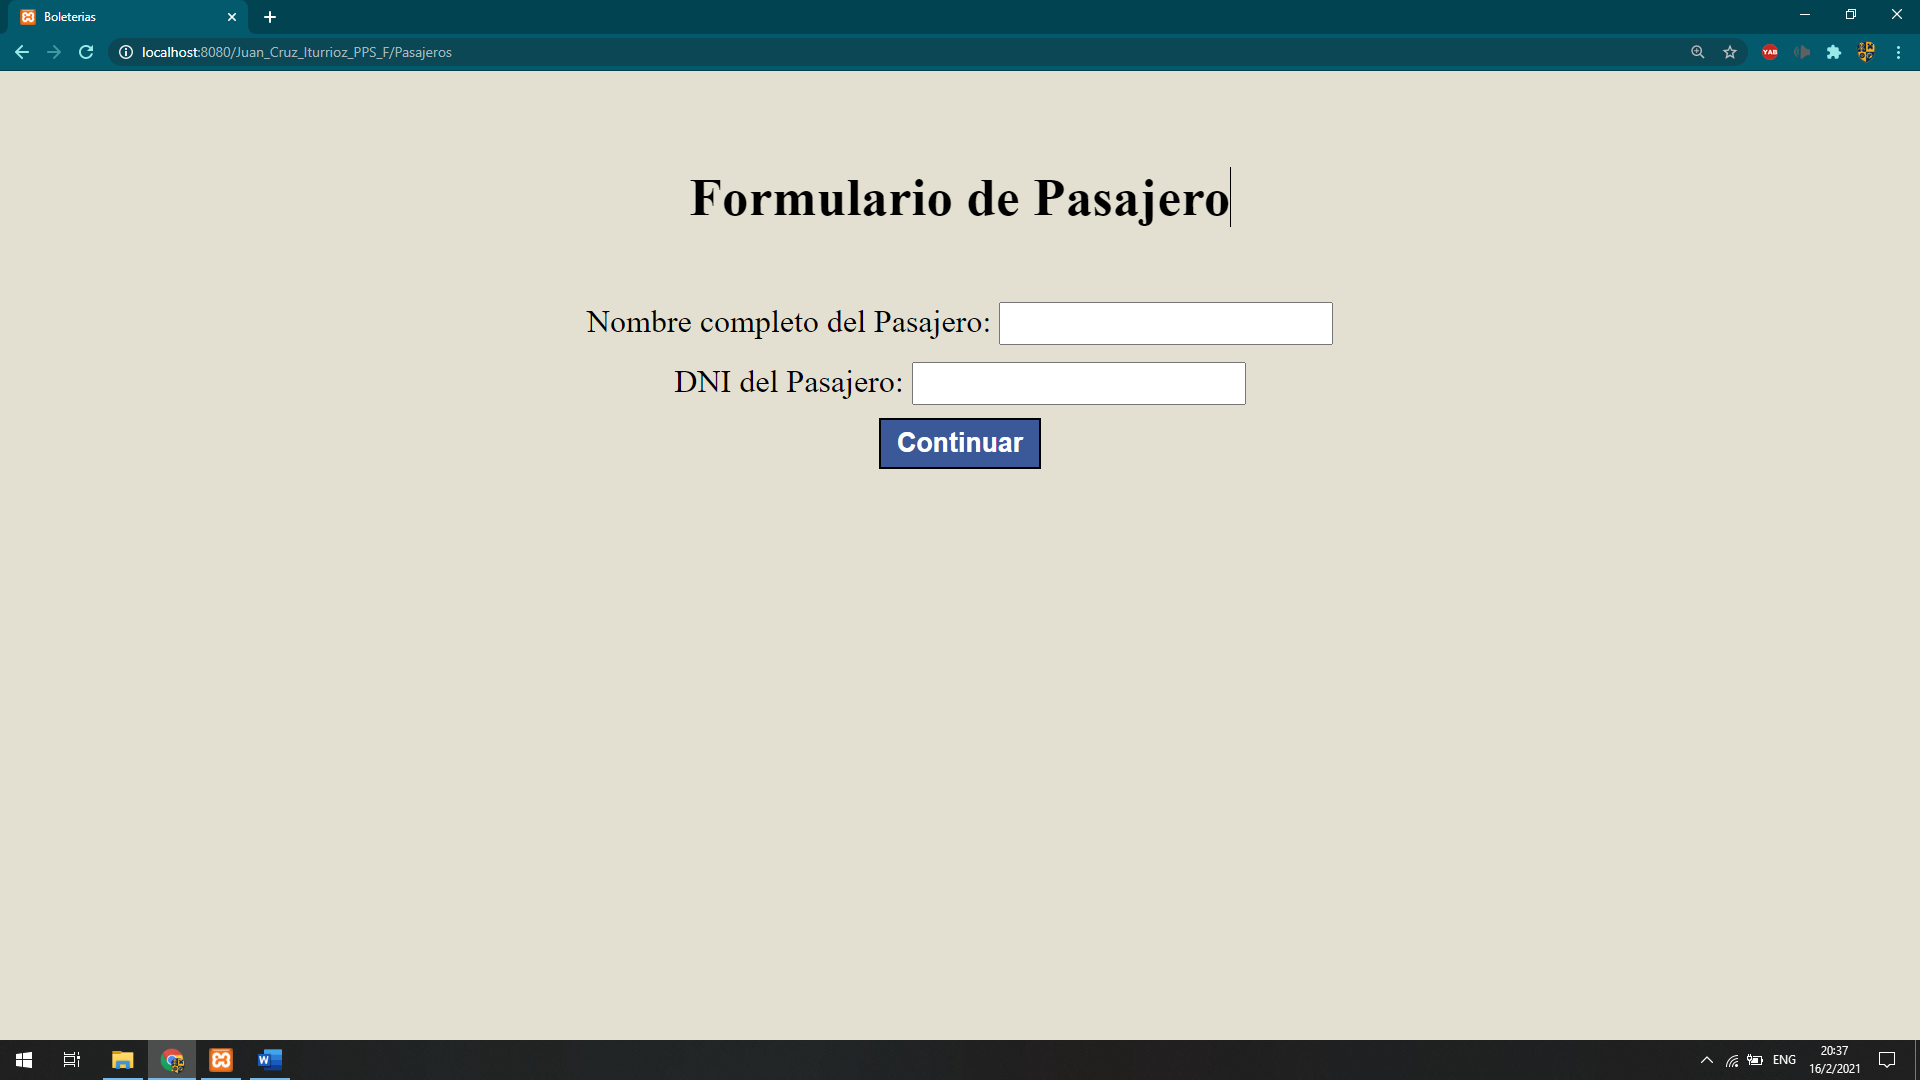 Boleterias
localhost:8080/Juan_Cruz_Iturrioz_PPS_F/Pasajeros
YAB
Formulario de Pasajero
Nombre completo del Pasajero:
DNI del Pasajero:
Continuar
W
ENG
20:37
16/2/2021